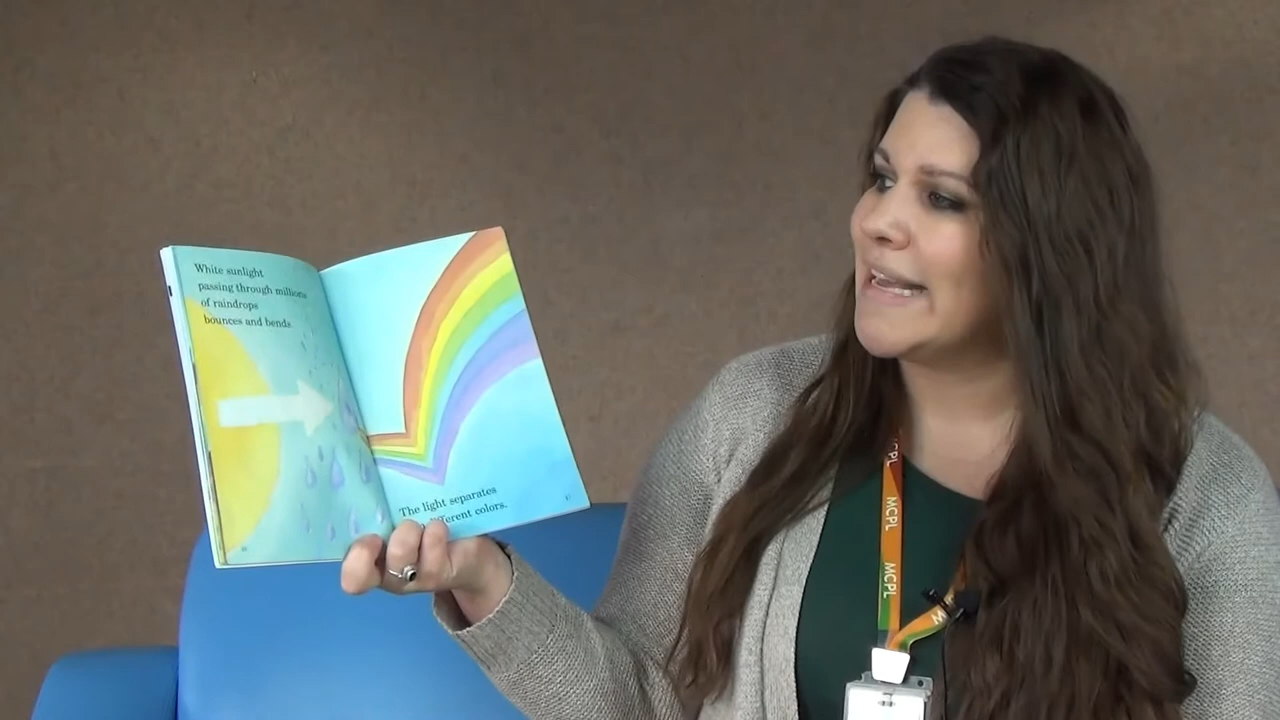 White sunlight
passing through millions
of raindrops
bounces and bends
The light separates
colors.
MCPL
MCPL